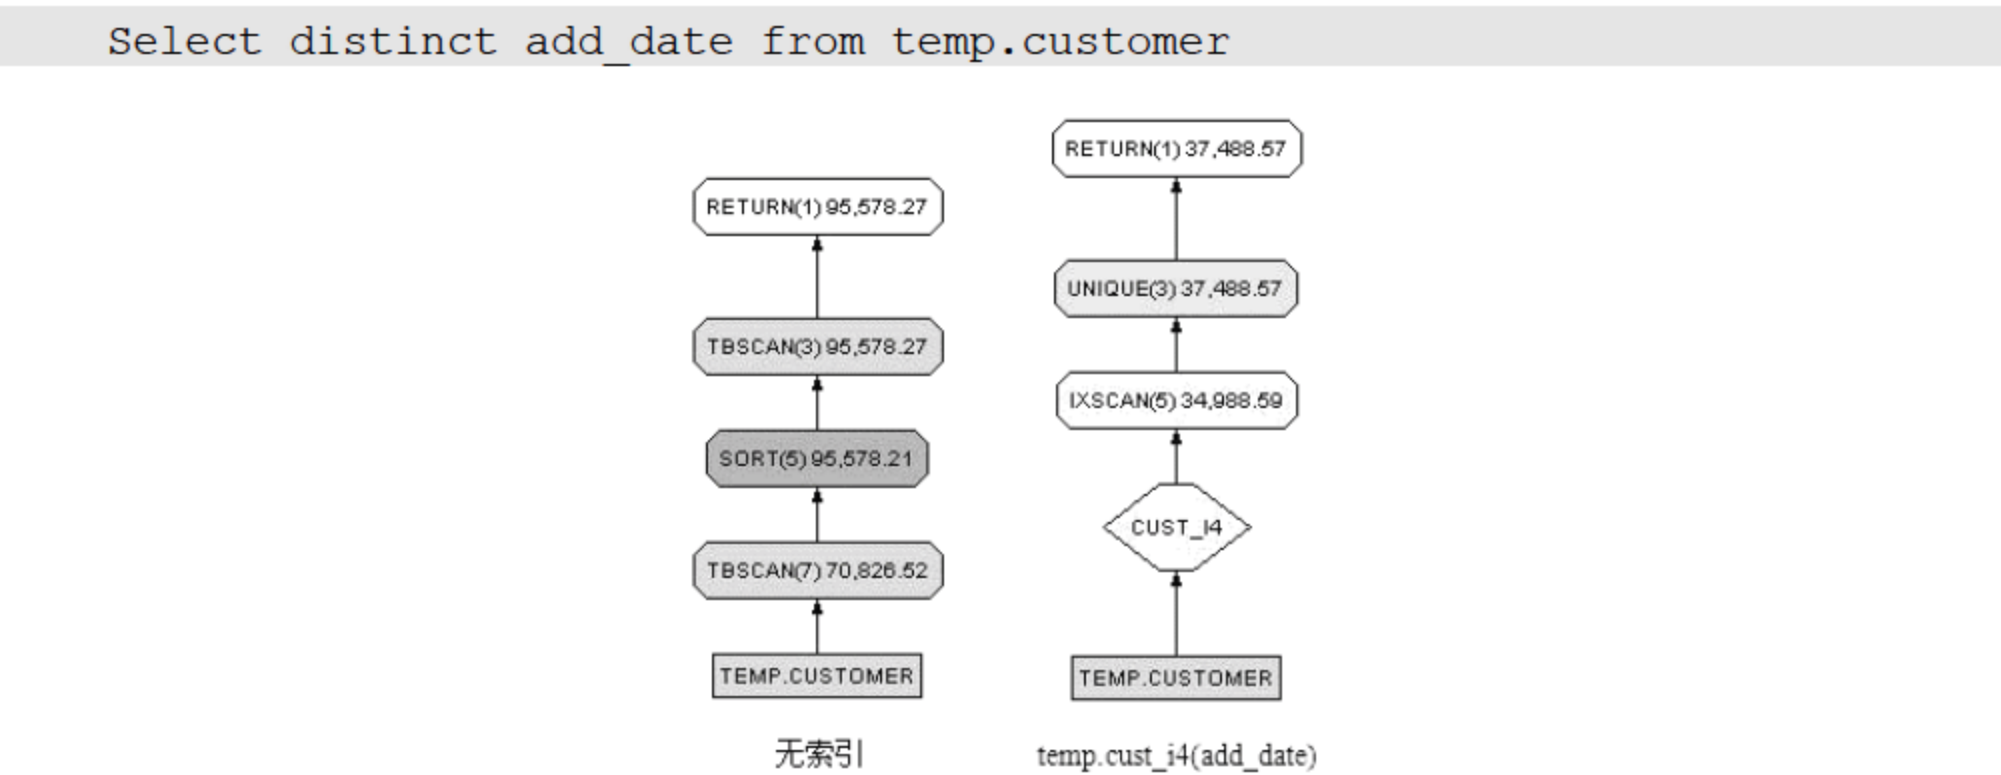 Select distinct add_date from temp.customer
RETURN(1) 95,578.27
TBSCAN(3) 95,578.27
SORT(5) 95,578.21
TBSCAN(7) 70,826.52
TEMP.CUSTOMER
无索引
RETURN(1) 37,488.57
UNIQUE(3) 37,488.57
IXSCAN(5) 34,988.59
CUST_I4
TEMP.CUSTOMER
temp.cust_i4(add_date)